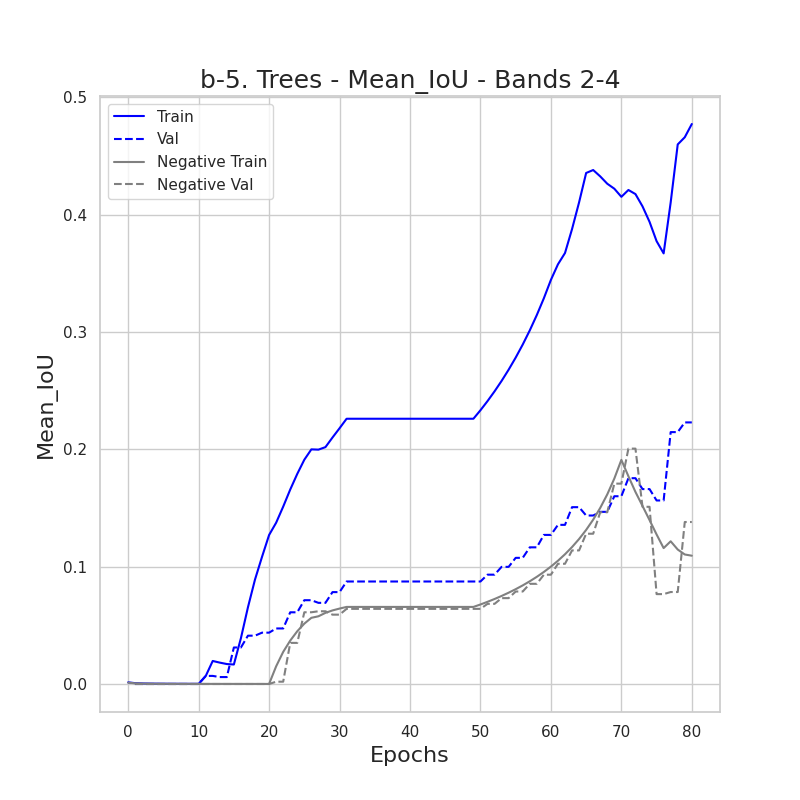 b-5. Trees - Mean_IoU - Bands 2-4
Train
Val
Negative Train
Negative Val
0.5
0.4
0.3
0.2
0.1
0.0
Mean_IoU
0 10 20 30 40 50 60 70 80
Epochs